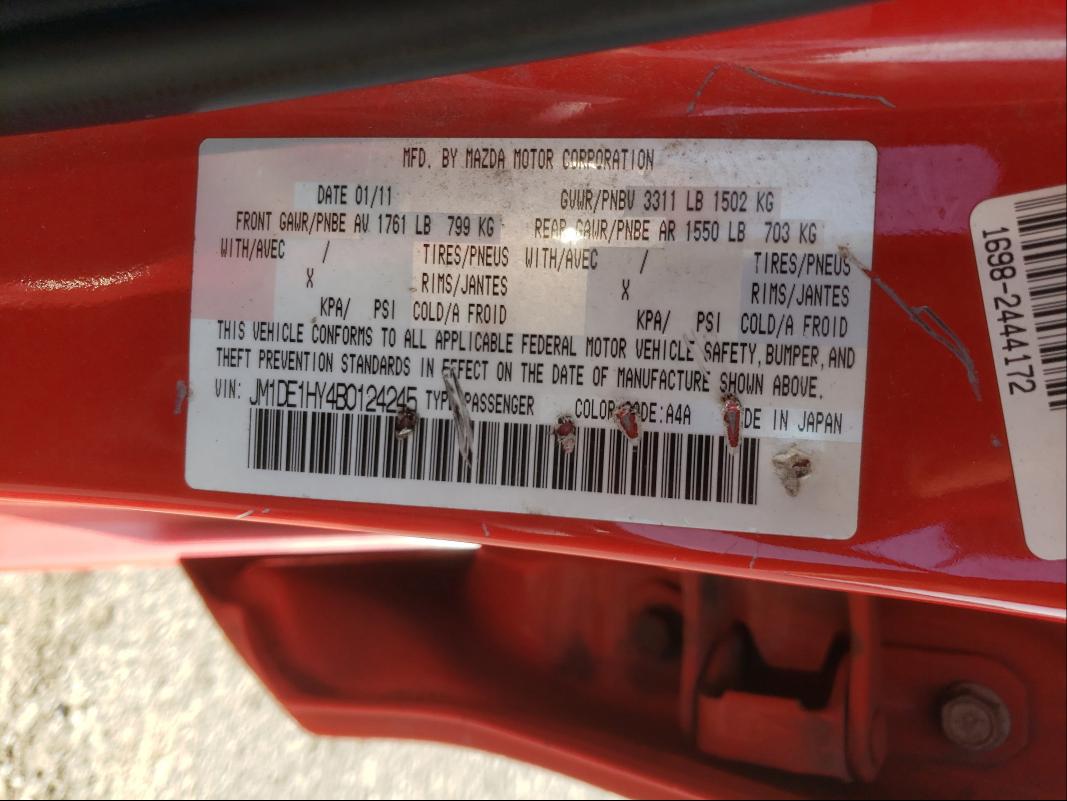 MFD. BY MAZDA MOTOR CORPORATION
DATE 01/11 GVWR/PNBV 3311 LB 1502 KG
FRONT GAWR/PNBE AV 1761 LB 799 KG REAR GAWR/PNBE AR 1550 LB 703 KG
WITH/AVEC / TIRES/PNEUS WITH/AVEC / TIRES/PNEUS
X RIMS/JANTES X RIMS/JANTES
KPA/ PSI COLD/A FROID KPA/ PSI COLD/A FROID
THIS VEHICLE CONFORMS TO ALL APPLICABLE FEDERAL MOTOR VEHICLE SAFETY, BUMPER, AND
THEFT PREVENTION STANDARDS IN EFFECT ON THE DATE OF MANUFACTURE SHOWN ABOVE.
VIN: JM1DE1HY4B0124245 TYPE:PASSENGER COLOR :A4A DE IN JAPAN
1698-2444172